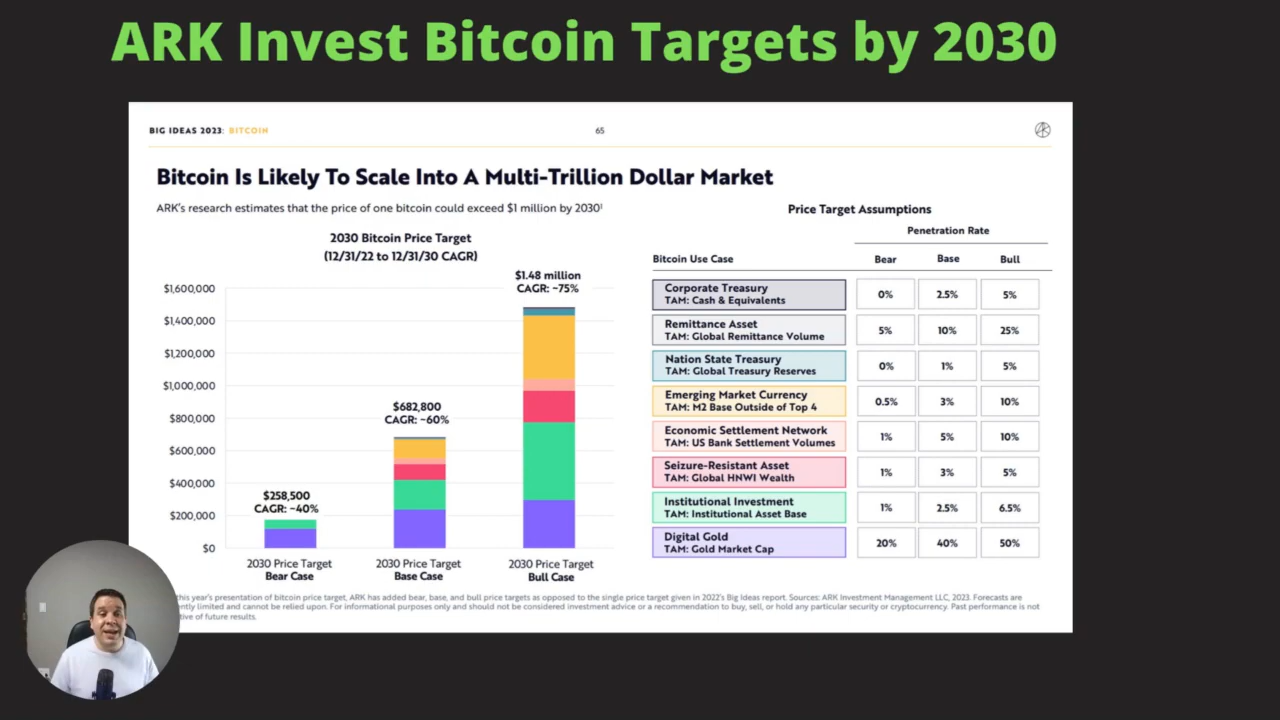 ARK Invest Bitcoin Targets by 2030
BIG IDEAS 2023: BITCOIN
65
Bitcoin Is Likely To Scale Into A Multi-Trillion Dollar Market
ARK's research estimates that the price of one bitcoin could exceed $1 million by 2030¹
2030 Bitcoin Price Target
(12/31/22 to 12/31/30 CAGR)
$1,600,000
$1,400,000
$1,200,000
$1,000,000
$800,000
$600,000
$400,000
$200,000
$0
$258,500
CAGR: ~40%
$682,800
CAGR: ~60%
$1.48 million
CAGR: ~75%
2030 Price Target
Bear Case
2030 Price Target
Base Case
2030 Price Target
Bull Case
Price Target Assumptions
Penetration Rate
Bitcoin Use Case Bear Base Bull
Corporate Treasury
TAM: Cash & Equivalents
0% 2.5% 5%
Remittance Asset
TAM: Global Remittance Volume
5% 10% 25%
Nation State Treasury
TAM: Global Treasury Reserves
0% 1% 5%
Emerging Market Currency
TAM: M2 Base Outside of Top 4
0.5% 3% 10%
Economic Settlement Network
TAM: US Bank Settlement Volumes
1% 5% 10%
Seizure-Resistant Asset
TAM: Global HNWI Wealth
1% 3% 5%
Institutional Investment
TAM: Institutional Asset Base
1% 2.5% 6.5%
Digital Gold
TAM: Gold Market Cap
20% 40% 50%
this year's presentation of bitcoin price target, ARK has added bear, base, and bull price targets as opposed to the single price target given in 2022's Big Ideas report. Sources: ARK Investment Management LLC, 2023. Forecasts are
limited and cannot be relied upon. For informational purposes only and should not be considered investment advice or a recommendation to buy, sell, or hold any particular security or cryptocurrency. Past performance is not
of future results.